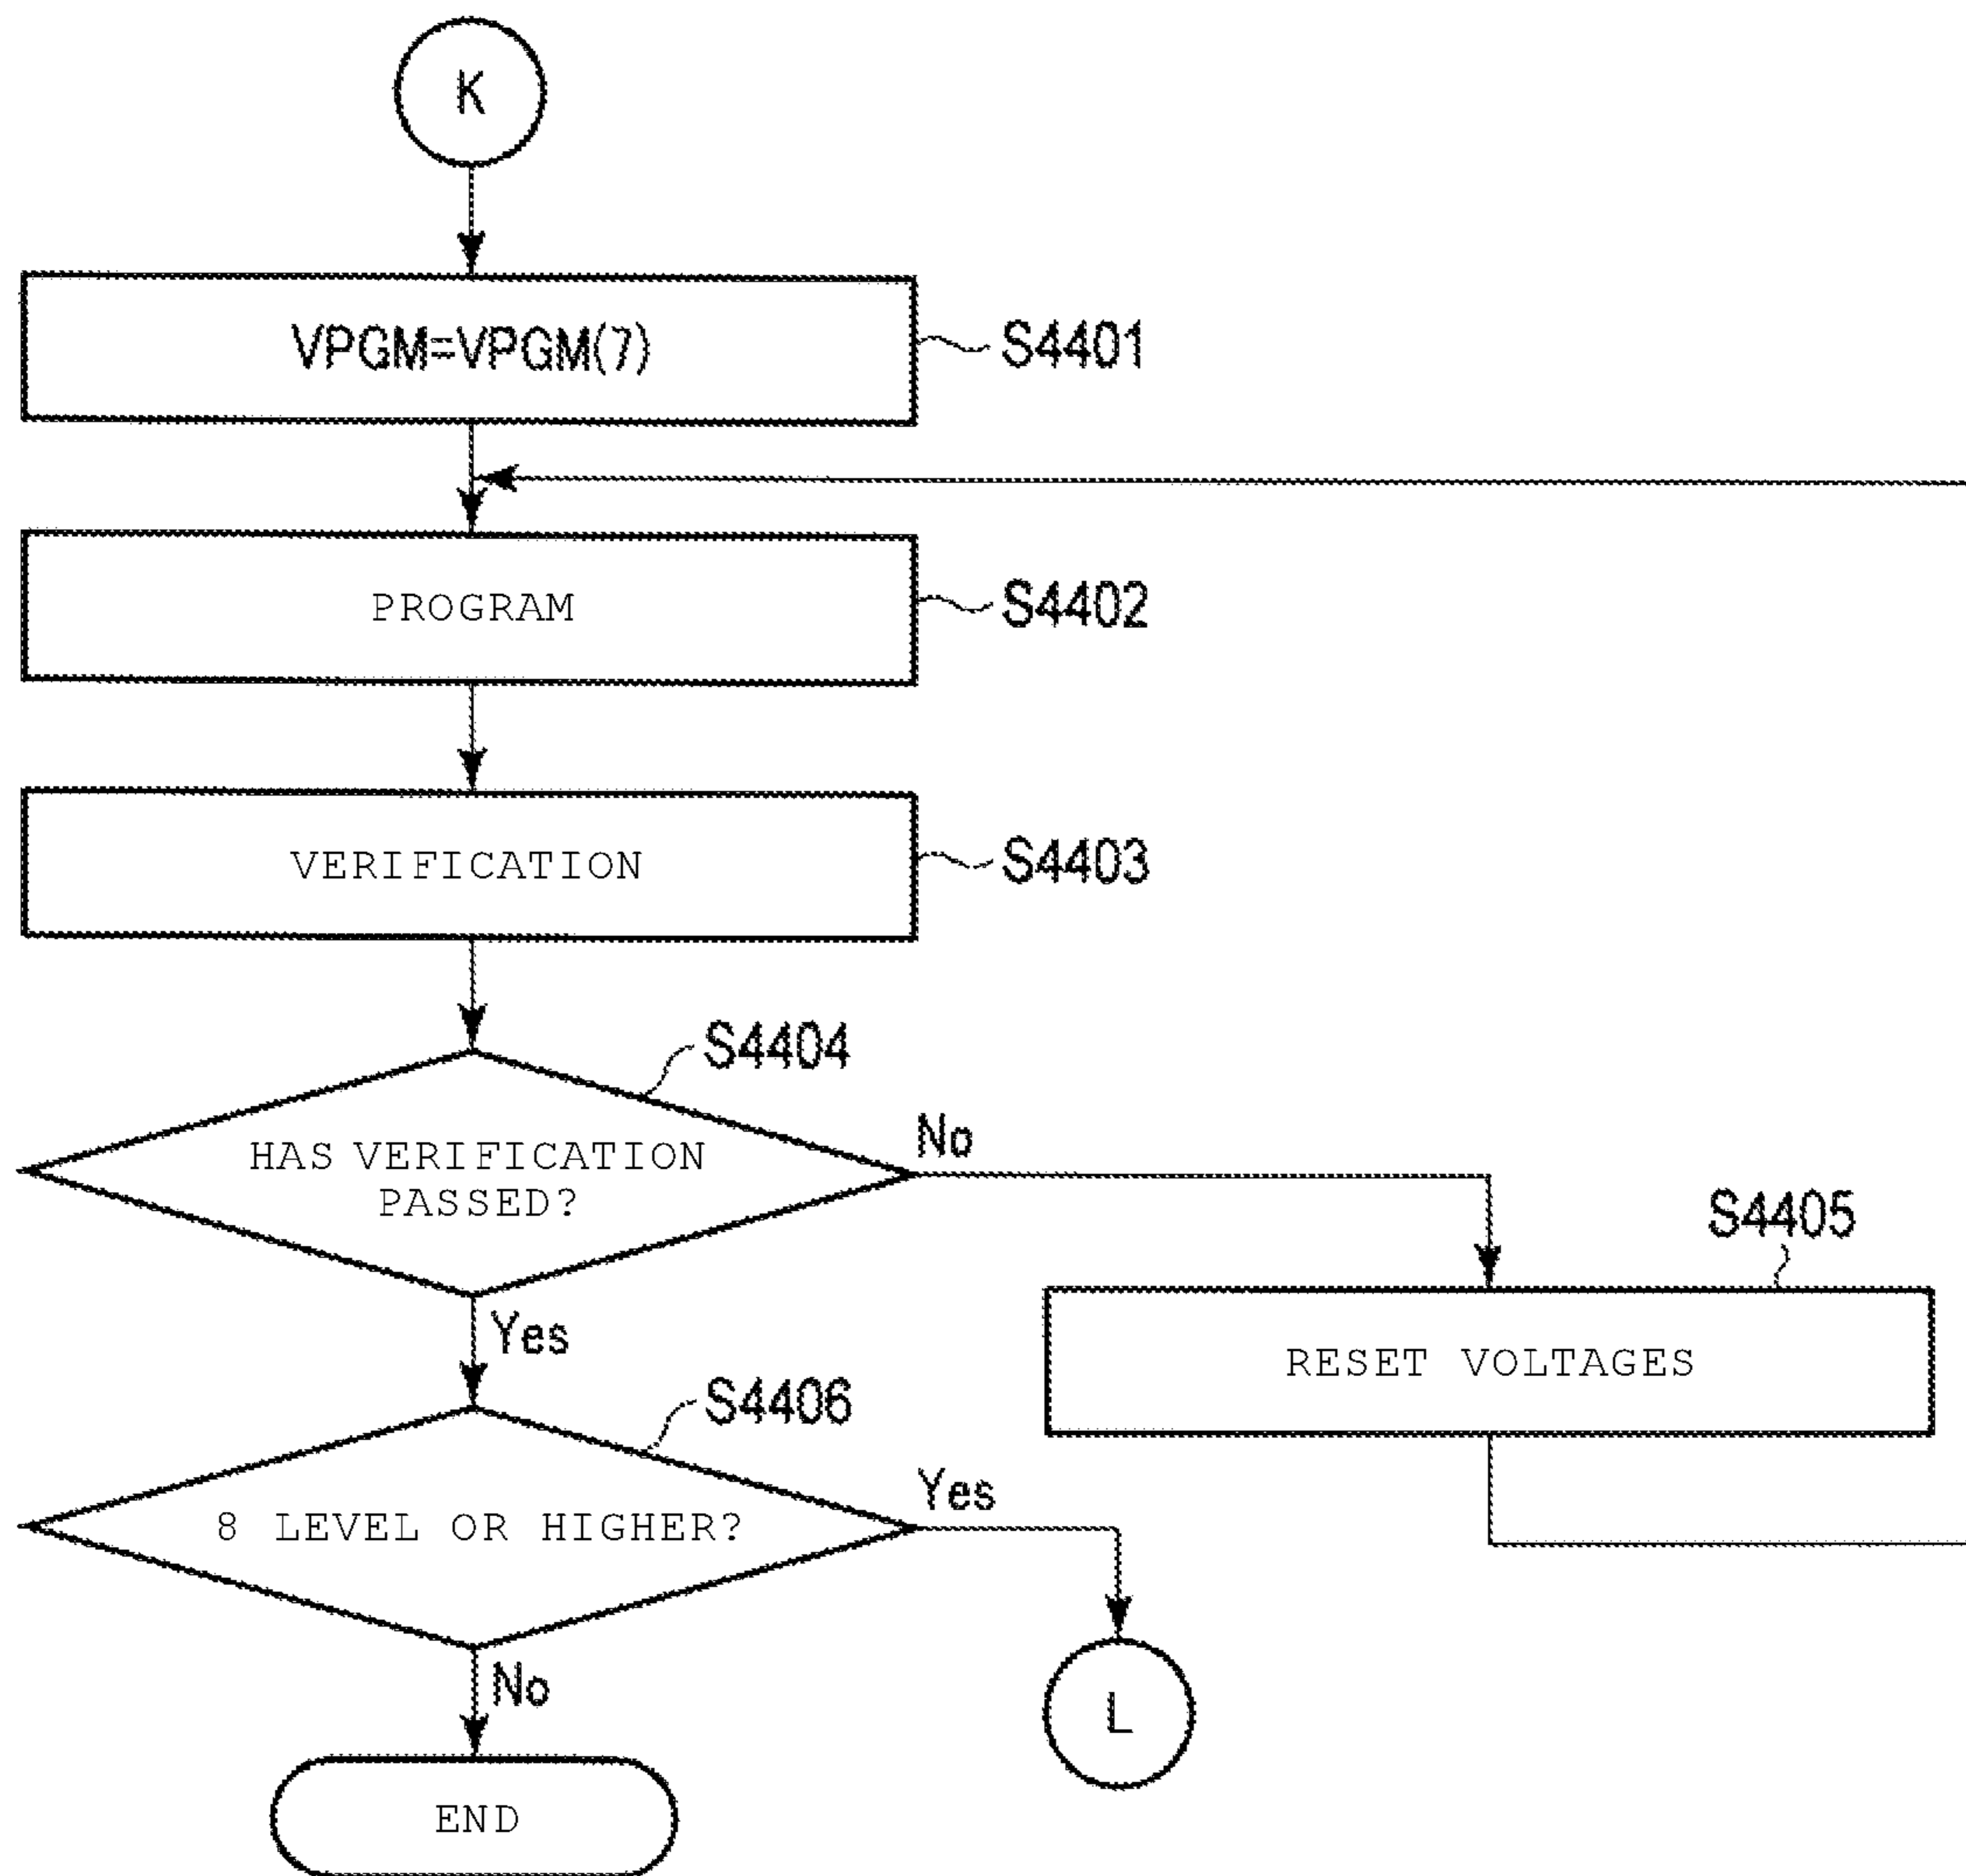 K
VPGM=VPGM(7)
S4401
PROGRAM
S4402
VERIFICATION
S4403
S4404
HAS VERIFICATION
PASSED?
No
S4405
Yes
RESET VOLTAGES
S4406
8 LEVEL OR HIGHER?
Yes
No
L
END